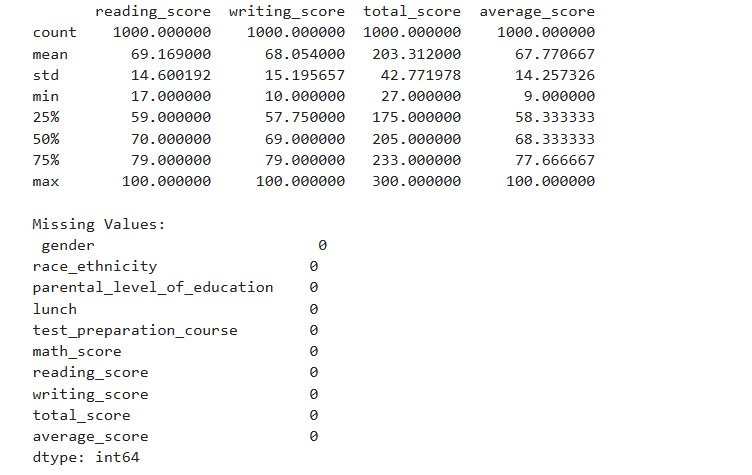 reading_score writing_score total_score average_score
count 1000.000000 1000.000000 1000.000000 1000.000000
mean 69.169000 68.054000 203.312000 67.770667
std 14.600192 15.195657 42.771978 14.257326
min 17.000000 10.000000 27.000000 9.000000
25% 59.000000 57.750000 175.000000 58.333333
50% 70.000000 69.000000 205.000000 68.333333
75% 79.000000 79.000000 233.000000 77.666667
max 100.000000 100.000000 300.000000 100.000000
Missing Values:
gender 0
race_ethnicity 0
parental_level_of_education 0
lunch 0
test_preparation_course 0
math_score 0
reading_score 0
writing_score 0
total_score 0
average_score 0
dtype: int64